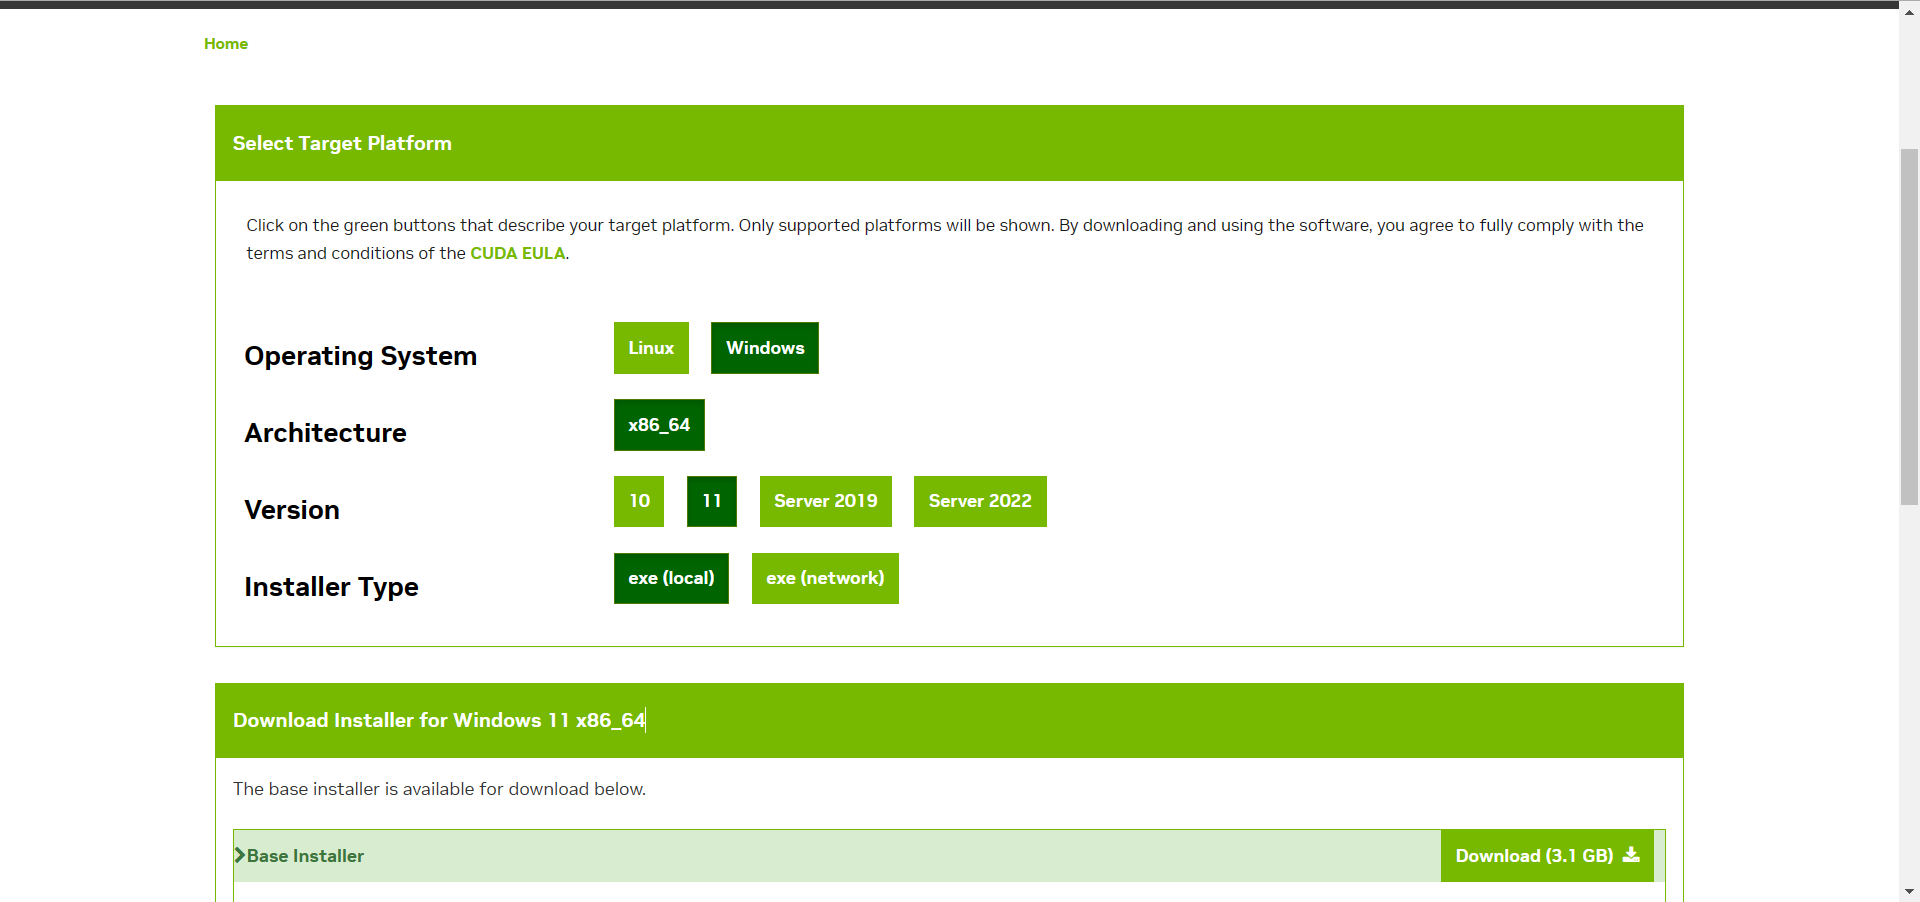 Home
Select Target Platform
Click on the green buttons that describe your target platform. Only supported platforms will be shown. By downloading and using the software, you agree to fully comply with the
terms and conditions of the CUDA EULA.
Operating System
Linux
Windows
Architecture
x86_64
Version
10
11
Server 2019
Server 2022
Installer Type
exe (local)
exe (network)
Download Installer for Windows 11 x86_64
The base installer is available for download below.
Base Installer
Download (3.1 GB)